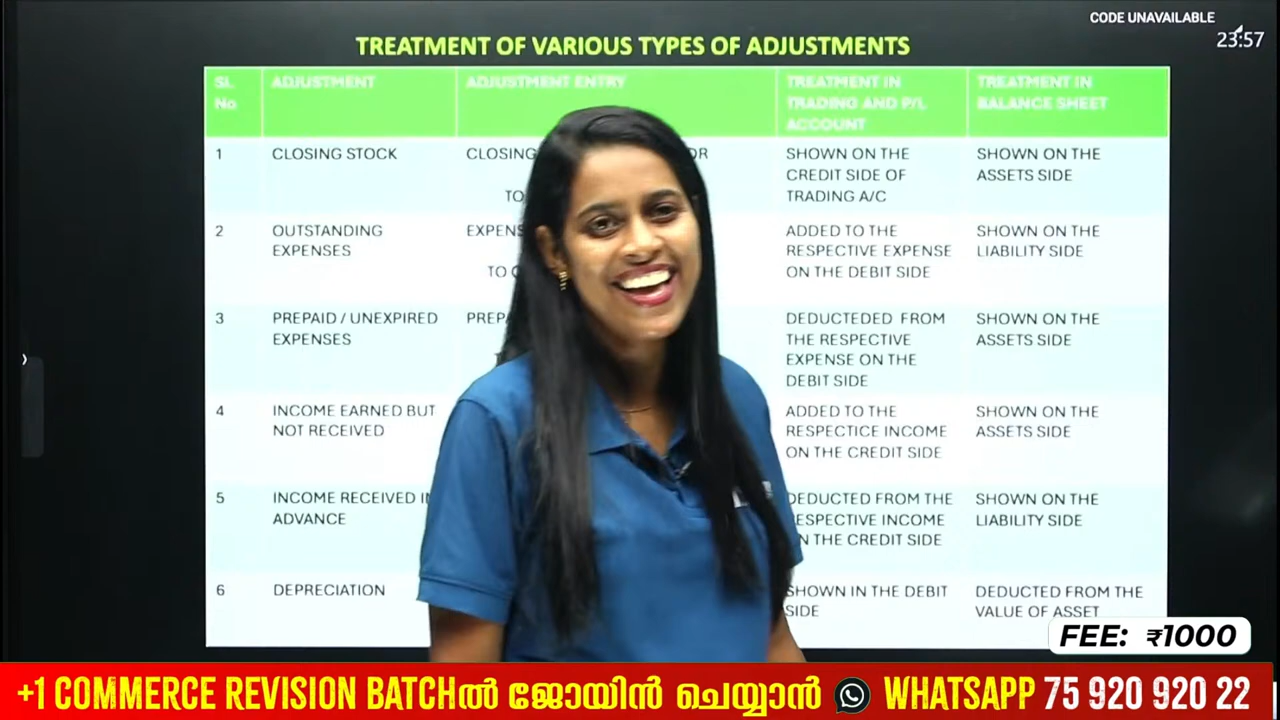 CODE UNAVAILABLE
23:57
TREATMENT OF VARIOUS TYPES OF ADJUSTMENTS
SL No
ADJUSTMENT
ADJUSTMENT ENTRY
TREATMENT IN TRADING AND P/L ACCOUNT
TREATMENT IN BALANCE SHEET
1
CLOSING STOCK
CLOSING
TO
SHOWN ON THE
CREDIT SIDE OF
TRADING A/C
SHOWN ON THE
ASSETS SIDE
2
OUTSTANDING
EXPENSES
TO
ADDED TO THE
RESPECTIVE EXPENSE
ON THE DEBIT SIDE
SHOWN ON THE
LIABILITY SIDE
3
PREPAID / UNEXPIRED
EXPENSES
DEDUCTEDED FROM
THE RESPECTIVE
EXPENSE ON THE
DEBIT SIDE
SHOWN ON THE
ASSETS SIDE
4
INCOME EARNED BUT
NOT RECEIVED
ADDED TO THE
RESPECTICE INCOME
ON THE CREDIT SIDE
SHOWN ON THE
ASSETS SIDE
5
INCOME RECEIVED
ADVANCE
DEDUCTED FROM THE
RESPECTIVE INCOME
ON THE CREDIT SIDE
SHOWN ON THE
LIABILITY SIDE
6
DEPRECIATION
SHOWN IN THE DEBIT
SIDE
DEDUCTED FROM THE
VALUE OF ASSET
FEE: ₹1000
+1 COMMERCE REVISION BATCHൽ ജോയിൻ ചെയ്യാൻ WHATSAPP 75 920 920 22